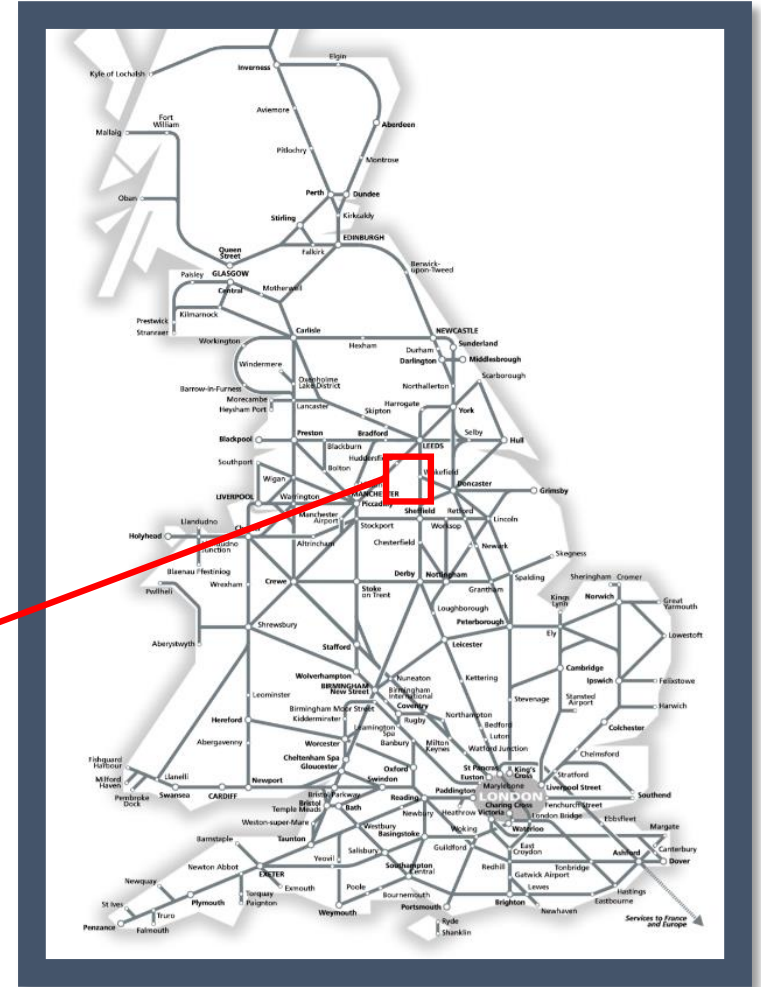 Elgin
Inverness
Kyle of Lochalsh
Aviemore
Fort
William
Aberdeen
Mallaig
Pitlochry
Montrose
Perth
Dundee
Oban
Stirling
Kirkcaldy
EDINBURGH
Queen
Street
Falkirk
Berwick-
upon-Tweed
Paisley
GLASGOW
Central
Motherwell
Prestwick
Kilmarnock
Stranraer
Carlisle
NEWCASTLE
Workington
Hexham
Sunderland
Durham
Darlington
Middlesbrough
Windermere
Scarborough
Oxenholme
Lake District
Barrow-in-Furness
Northallerton
Morecambe
Heysham Port
Lancaster
Harrogate
York
Skipton
Blackpool
Preston
Bradford
LEEDS
Selby
Hull
Blackburn
Southport
Bolton
Wakefield
Wigan
Doncaster
Grimsby
LIVERPOOL
Warrington
MANCHESTER
Piccadilly
Manchester
Airport
Sheffield
Retford
Lincoln
Llandudno
Stockport
Worksop
Holyhead
Junction
Altrincham
Chesterfield
Newark
Blaenau Ffestiniog
Skegness
Pwllheli
Wrexham
Crewe
Stoke
on Trent
Derby
Nottingham
Grantham
Spalding
Sheringham
Cromer
Kings
Lynn
Norwich
Great
Yarmouth
Loughborough
Shrewsbury
Peterborough
Ely
Lowestoft
Aberystwyth
Stafford
Leicester
Wolverhampton
Nuneaton
Cambridge
BIRMINGHAM
New Street
Birmingham
International
Kettering
Ipswich
Felixstowe
Leominster
Birmingham Moor Street
Coventry
Stevenage
Stansted
Airport
Harwich
Hereford
Kidderminster
Rugby
Northampton
Leamington
Spa
Bedford
Colchester
Abergavenny
Worcester
Banbury
Milton
Keynes
Luton
Watford Junction
Chelmsford
Fishguard
Harbour
Cheltenham Spa
Gloucester
Oxford
St Pancras
King's
Cross
Euston
Stratford
Milford
Haven
Llanelli
Newport
Swindon
Marylebone
Liverpool Street
Pembroke
Dock
Swansea
CARDIFF
Bristol Parkway
Reading
Paddington
LONDON
Southend
Bristol
Temple Meads
Bath
Charing Cross
Fenchurch Street
Newbury
Heathrow
Victoria
London Bridge
Ebbsfleet
Weston-super-Mare
Westbury
Basingstoke
Woking
Waterloo
Margate
Barnstaple
Taunton
Salisbury
Guildford
East
Croydon
Canterbury
Newton Abbot
Yeovil
Southampton
Central
Redhill
Tonbridge
Ashford
Dover
EXETER
Gatwick Airport
Newquay
Exmouth
Poole
Lewes
Hastings
St Ives
Plymouth
Torquay
Paignton
Bournemouth
Brighton
Eastbourne
Truro
Weymouth
Portsmouth
Newhaven
Penzance
Falmouth
Ryde
Shanklin
Services to France
and Europe